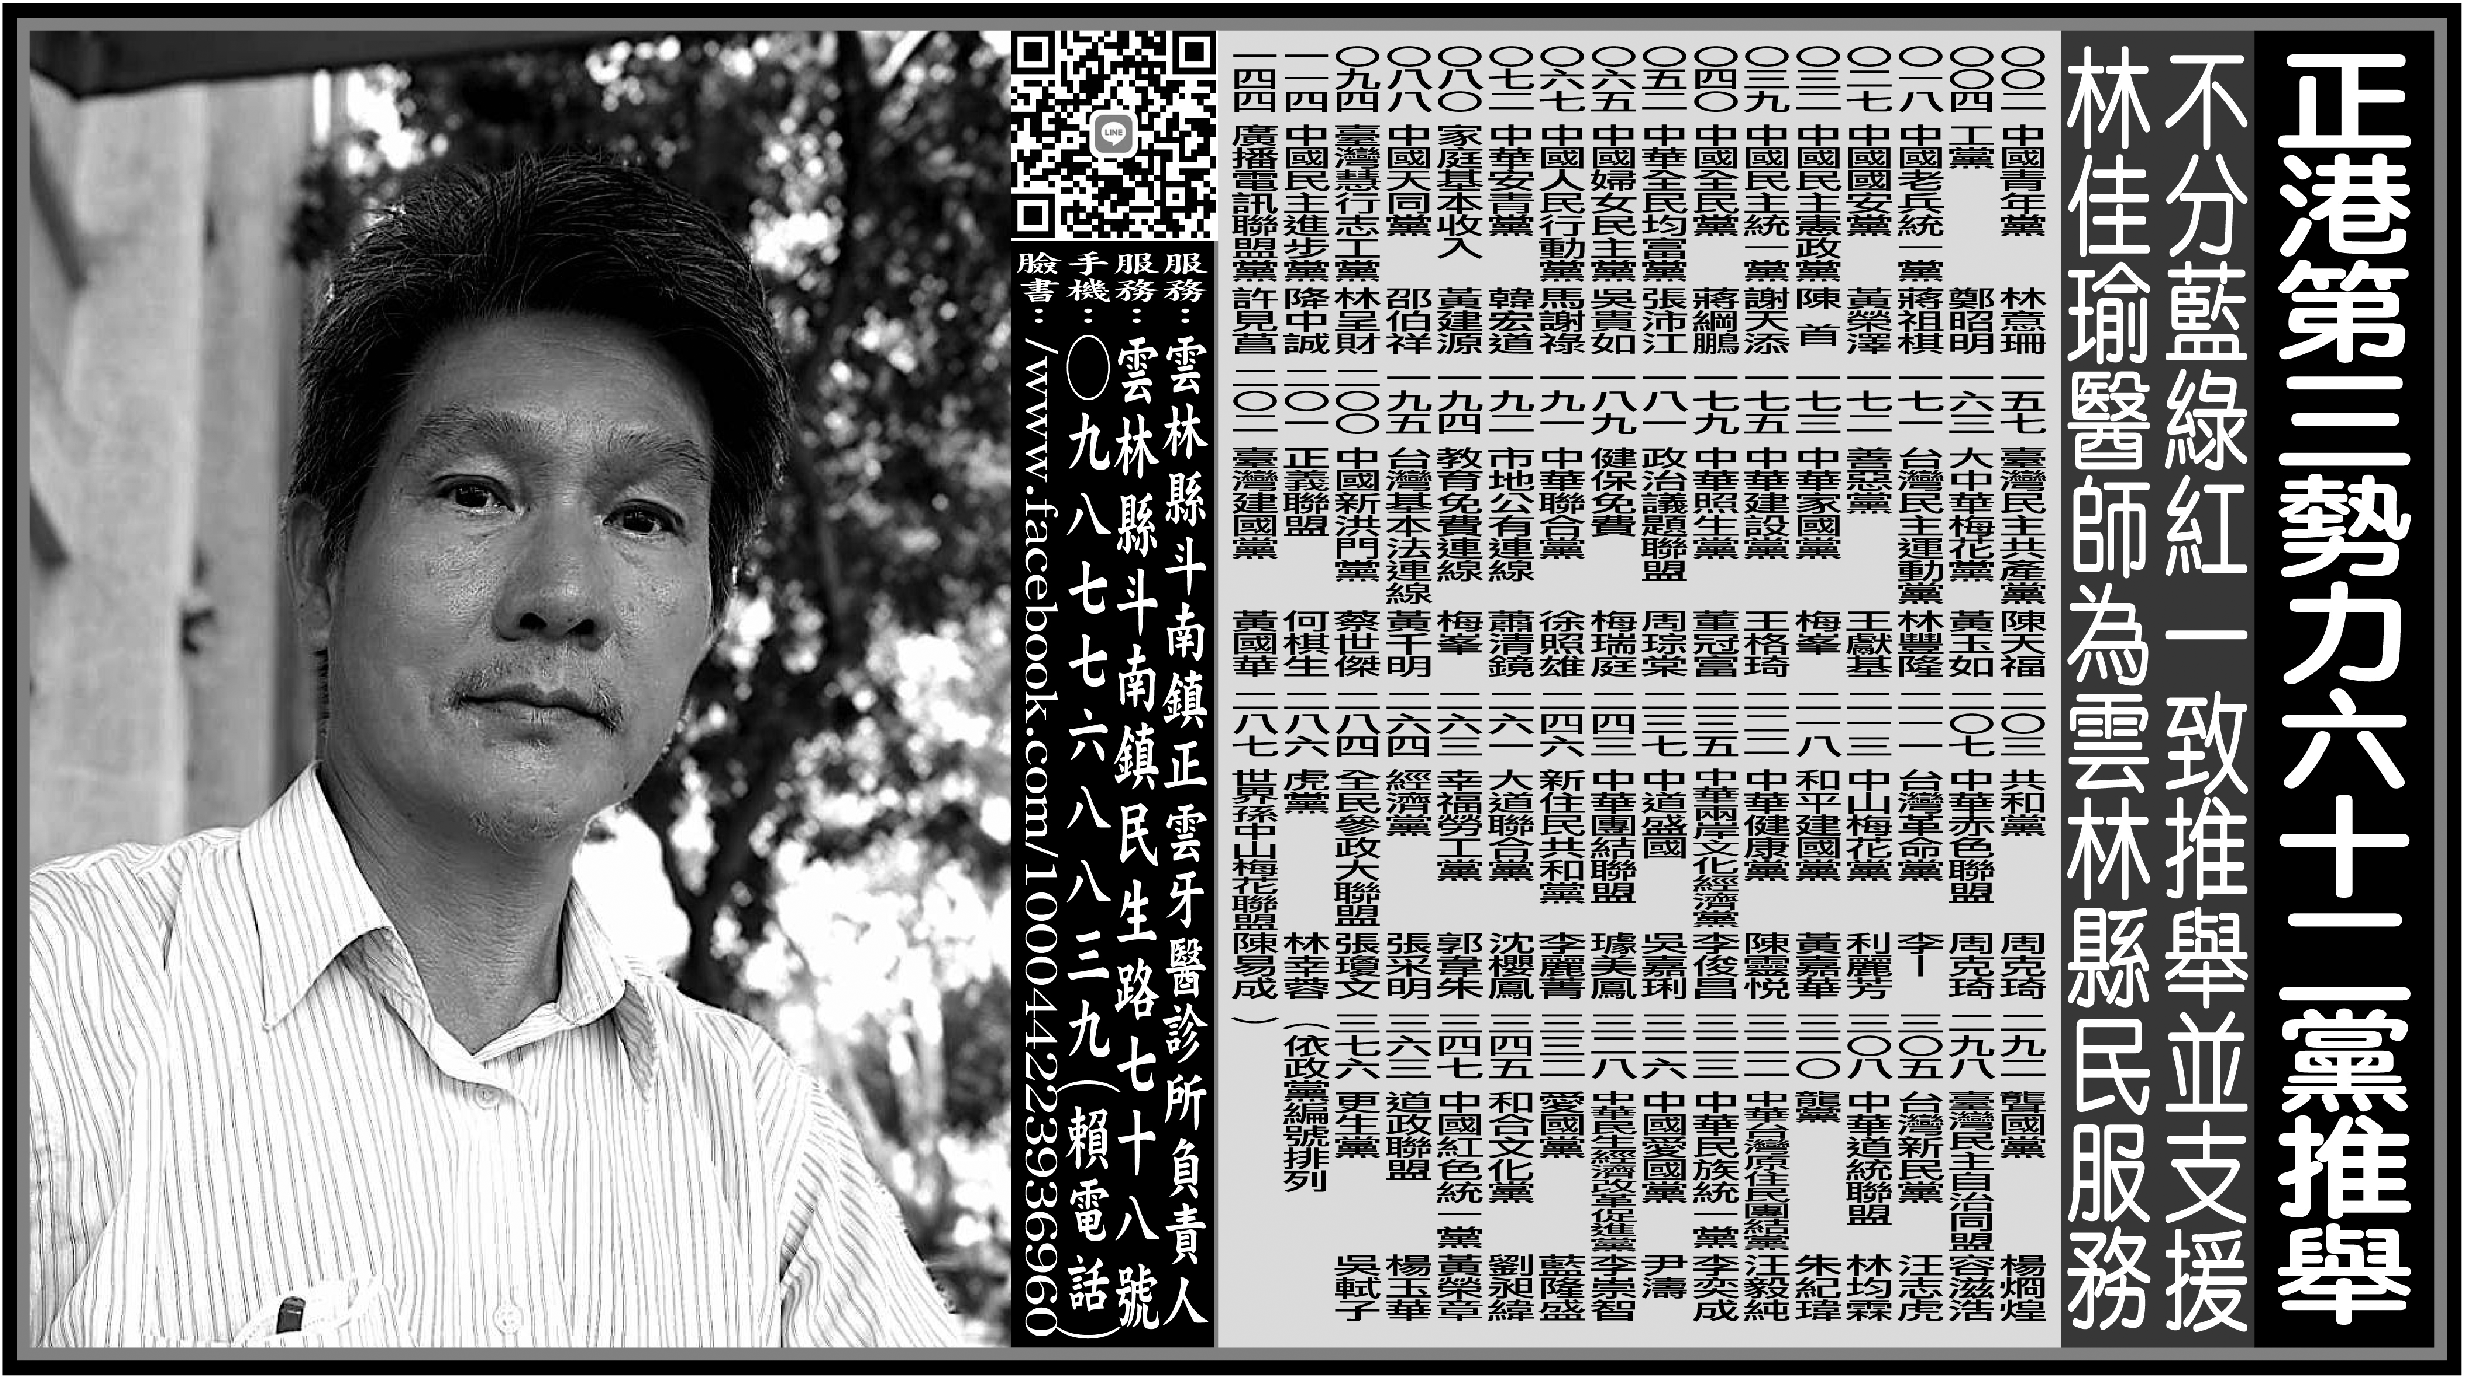 正港第三勢力六十二黨推舉
不分藍綠紅一致推舉並支援
林佳瑜醫師為雲林縣民服務
〇〇二 中國青年黨 林意珊
〇〇四 工黨 鄭昭明
〇一八 中國老兵統一黨 蔣祖棋
〇二七 中國國安黨 黃榮澤
〇三二 中國民主憲政黨 陳首
〇三九 中國民主統一黨 謝天添
〇四〇 中國全民黨 蔣綱鵬
〇五二 中華全民均富黨 張沛江
〇六五 中國婦女民主黨 吳貴如
〇六七 中國人民行動黨 馬謝祿
〇七二 中華安青黨 韓宏道
〇八〇 家庭基本收入 黃建源
〇八八 中國天同黨 邵伯祥
〇九四 臺灣慧行志工黨 林呈財
一一四 中國民主進步黨 降中誠
一四四 廣播電訊聯盟黨 許見菖
一五七 臺灣民主共產黨 陳天福
一六三 大中華梅花黨 黃玉如
一七一 台灣民主運動黨 林豐隆
一七二 善惡黨 王獻基
一七三 中華家國黨 梅峯
一七五 中華建設黨 王格琦
一七九 中華照生黨 董冠富
一八一 政治議題聯盟 周琮棠
一八九 健保免費 梅瑞庭
一九一 中華聯合黨 徐照雄
一九二 市地公有連線 蕭清鏡
一九四 教育免費連線 梅峯
一九五 台灣基本法連線 黃千明
二〇〇 中國新洪門黨 蔡世傑
二〇一 正義聯盟 何棋生
二〇二 臺灣建國黨 黃國華
二〇三 共和黨 周克琦
二〇七 中華赤色聯盟 周克琦
二一一 台灣革命黨 李一
二一三 中山梅花黨 利麗芳
二一八 和平建國黨 黃嘉華
二二二 中華健康黨 陳靈悅
二三五 中華兩岸文化經濟黨 李俊昌
二三七 中道盛國 吳嘉琍
二四三 中華團結聯盟 璩美鳳
二四六 新住民共和黨 李麗菁
二六一 大道聯合黨 沈櫻鳳
二六三 幸福勞工黨 郭韋朱
二六四 經濟黨 張采明
二八四 全民參政大聯盟 張瓊文
二八六 虎黨 林幸蓉
二八七 世界孫中山梅花聯盟 陳易成
二九二 龔國黨 楊烱煌
二九八 臺灣民主自治同盟 容滋浩
三〇五 台灣新民黨 汪志虎
三〇八 中華道統聯盟 林均霖
三二〇 龍黨 朱紀瑋
三二二 中華台灣原住民團結黨 汪毅純
三二三 中華民族統一黨 李奕成
三二六 中國愛國黨 尹濤
三二八 中華民生經濟改革促進黨 李崇智
三三二 愛國黨 藍隆盛
三四五 和合文化黨 劉昶緯
三四七 中國紅色統一黨 黃榮章
三六二 道政聯盟 楊玉華
三七六 更生黨 吳軾子
（依政黨編號排列）
服務：雲林縣斗南鎮正雲牙醫診所負責人
服務：雲林縣斗南鎮民生路七十八號
手機：〇九八七七六八八三九（賴電話）
臉書：/www.facebook.com/100044223936960
LINE